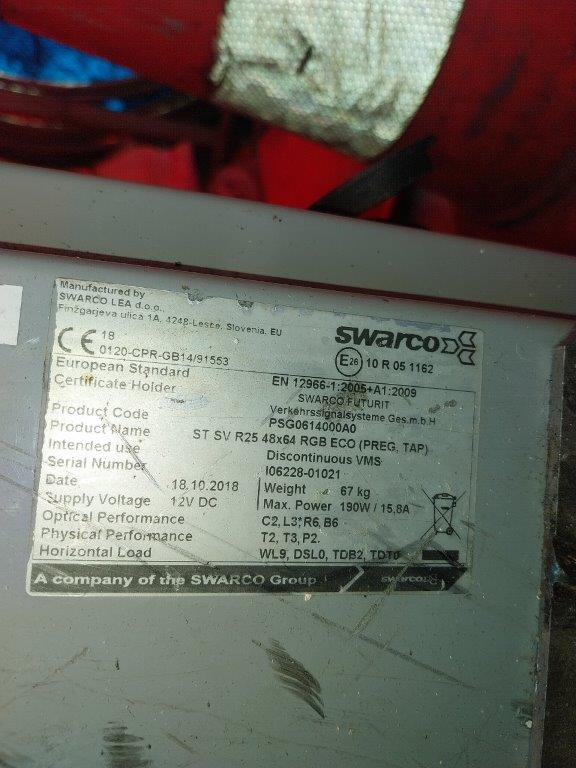 Manufactured by
SWARCO LEA d.o.o.,
Finžgarjeva ulica 1A, 4248-Lesce, Slovenia, EU
swarco
CE 18
0120-CPR-GB14/91553
E26 10 R 05 1162
European Standard EN 12966-1:2005+A1:2009
Certificate Holder SWARCO FUTURIT
Verkehrssignalsysteme Ges.m.b.H
Product Code PSG0614000A0
Product Name ST SV R25 48x64 RGB ECO (PREG, TAP)
Intended use Discontinuous VMS
Serial Number I06228-01021
Date 18.10.2018 Weight 67 kg
Supply Voltage 12V DC Max. Power 190W / 15,8A
Optical Performance C2, L3*, R6, B6
Physical Performance T2, T3, P2.
Horizontal Load WL9, DSL0, TDB2, TDT0
A company of the SWARCO Group swarco